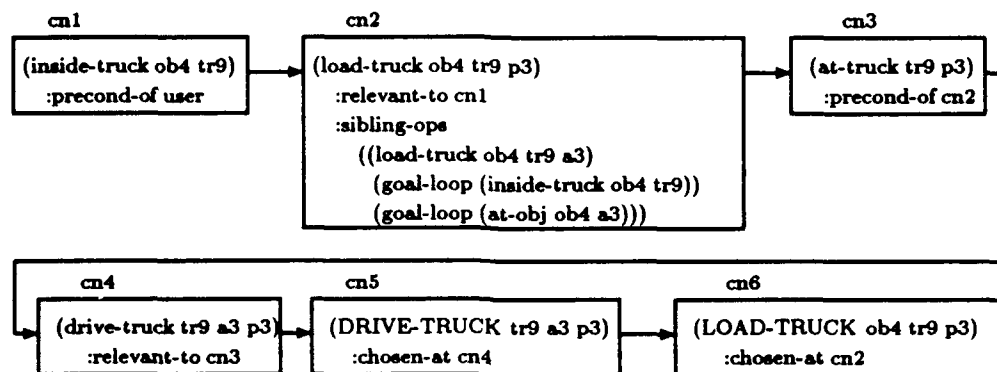 cn1
(inside-truck ob4 tr9)
:precond-of user
cn2
(load-truck ob4 tr9 p3)
:relevant-to cn1
:sibling-ops
((load-truck ob4 tr9 a3)
(goal-loop (inside-truck ob4 tr9))
(goal-loop (at-obj ob4 a3)))
cn3
(at-truck tr9 p3)
:precond-of cn2
cn4
(drive-truck tr9 a3 p3)
:relevant-to cn3
cn5
(DRIVE-TRUCK tr9 a3 p3)
:chosen-at cn4
cn6
(LOAD-TRUCK ob4 tr9 p3)
:chosen-at cn2